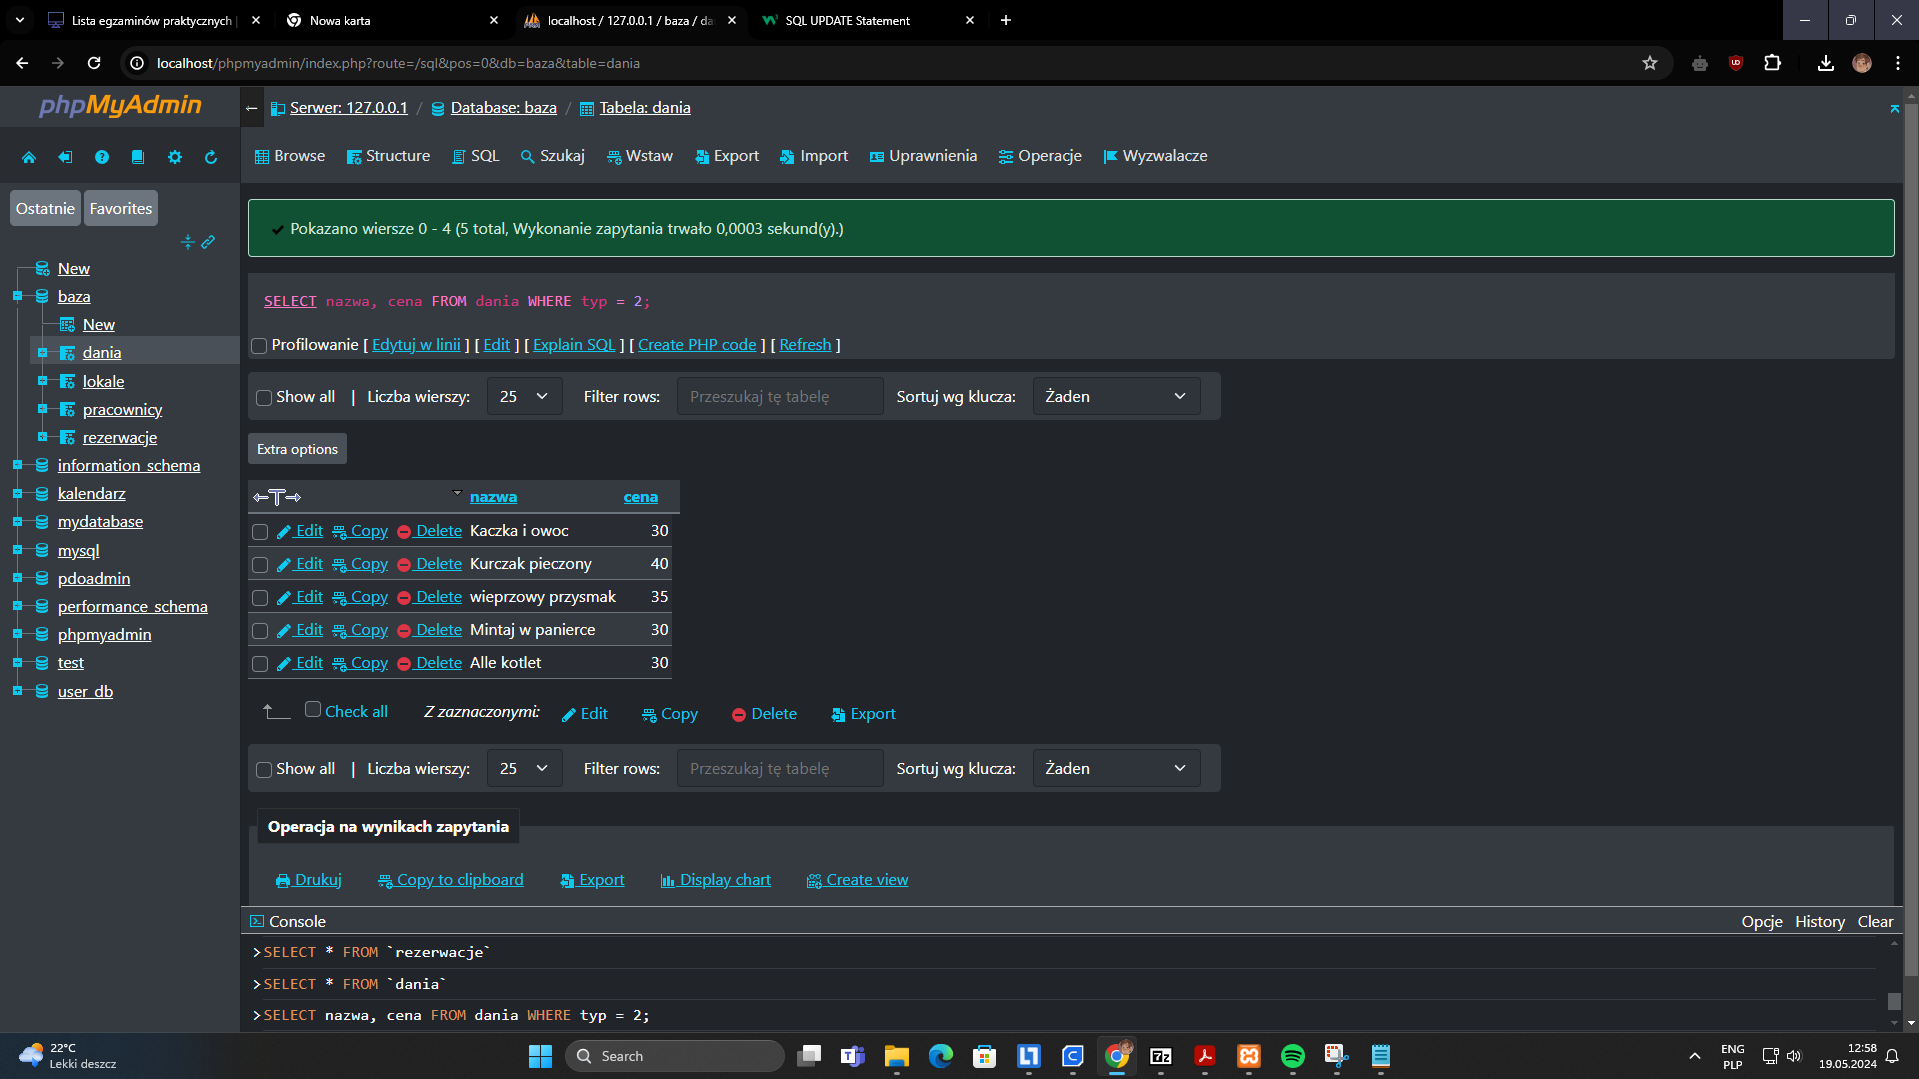 Lista egzaminów praktycznych |
Nowa karta
localhost / 127.0.0.1 / baza / da
SQL UPDATE Statement
localhost/phpmyadmin/index.php?route=/sql&pos=0&db=baza&table=dania
phpMyAdmin
Serwer: 127.0.0.1 / Database: baza / Tabela: dania
Browse Structure SQL Szukaj Wstaw Export Import Uprawnienia Operacje Wyzwalacze
Ostatnie Favorites
New
baza
New
dania
lokale
pracownicy
rezerwacje
information_schema
kalendarz
mydatabase
mysql
pdoadmin
performance_schema
phpmyadmin
test
user_db
Pokazano wiersze 0 - 4 (5 total, Wykonanie zapytania trwało 0,0003 sekund(y).)
SELECT nazwa, cena FROM dania WHERE typ = 2;
Profilowanie [ Edytuj w linii ] [ Edit ] [ Explain SQL ] [ Create PHP code ] [ Refresh ]
Show all | Liczba wierszy: 25 Filter rows: Przeszukaj tę tabelę Sortuj wg klucza: Żaden
Extra options
nazwa cena
Edit Copy Delete Kaczka i owoc 30
Edit Copy Delete Kurczak pieczony 40
Edit Copy Delete wieprzowy przysmak 35
Edit Copy Delete Mintaj w panierce 30
Edit Copy Delete Alle kotlet 30
Check all Z zaznaczonymi: Edit Copy Delete Export
Show all | Liczba wierszy: 25 Filter rows: Przeszukaj tę tabelę Sortuj wg klucza: Żaden
Operacja na wynikach zapytania
Drukuj Copy to clipboard Export Display chart Create view
Console Opcje History Clear
>SELECT * FROM `rezerwacje`
>SELECT * FROM `dania`
>SELECT nazwa, cena FROM dania WHERE typ = 2;
22°C
Lekki deszcz
Search
ENG
PLP
12:58
19.05.2024